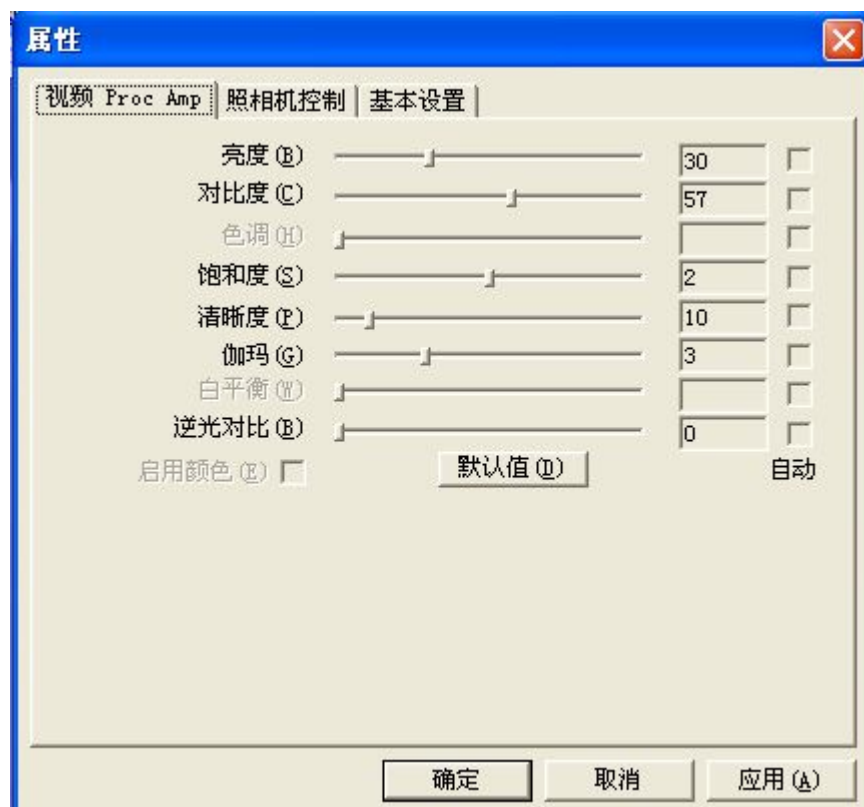 属性
视频 Proc Amp 照相机控制 基本设置
亮度(B) 30
对比度(C) 57
色调(H)
饱和度(S) 2
清晰度(P) 10
伽玛(G) 3
白平衡(W)
逆光对比(B) 0
启用颜色(E) 默认值(D) 自动
确定 取消 应用(A)